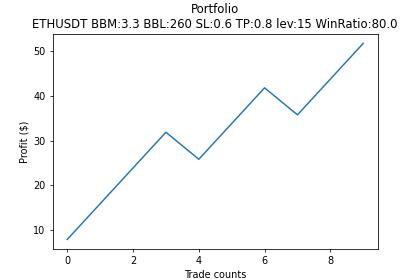 Portfolio
ETHUSDT BBM:3.3 BBL:260 SL:0.6 TP:0.8 lev:15 WinRatio:80.0
50
40
30
20
10
Profit ($)
0 2 4 6 8
Trade counts